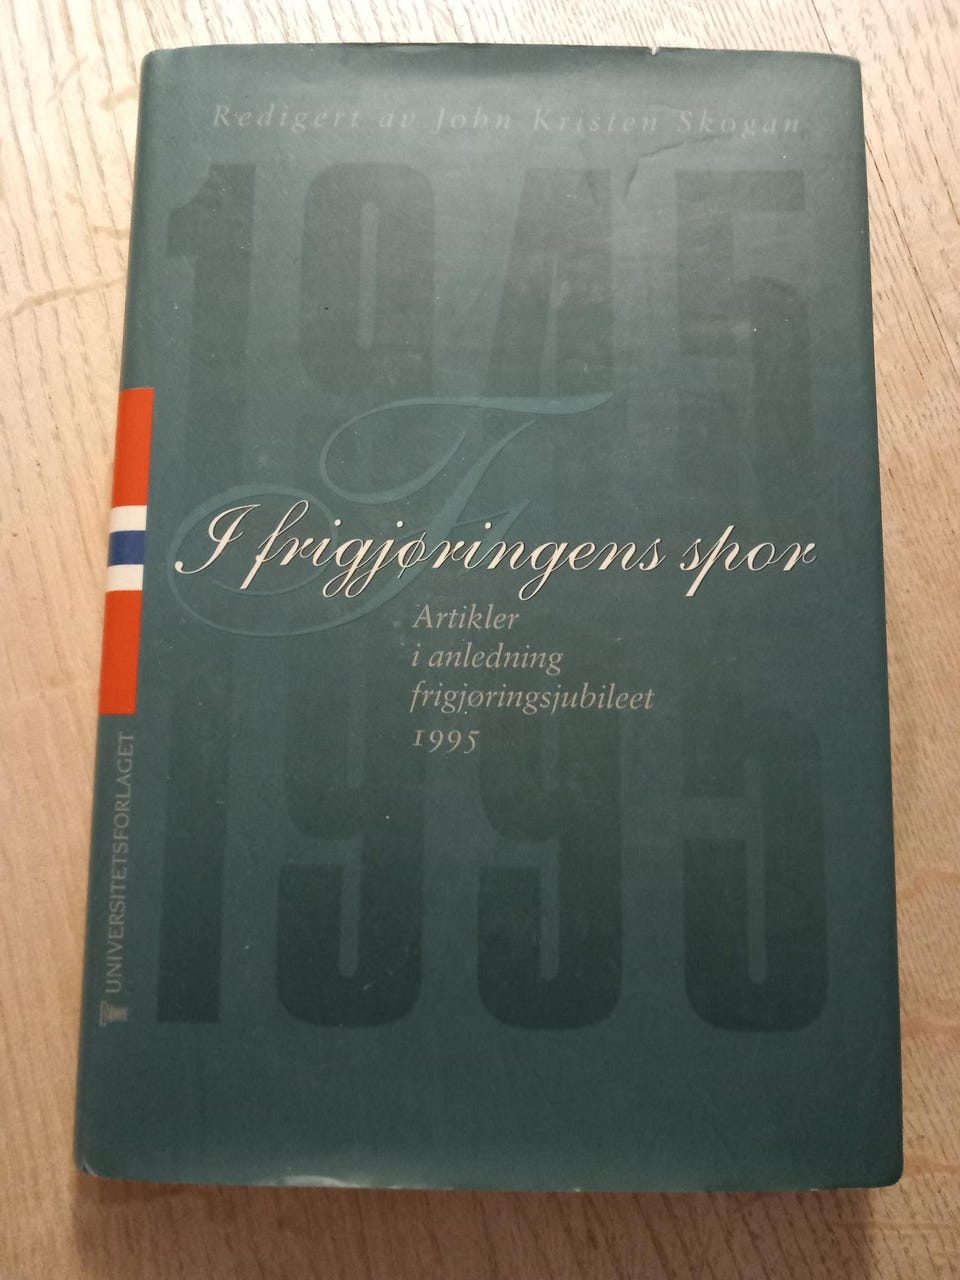 Redigert av John Kristen Skogan
1945
F
I frigjøringens spor
Artikler
i anledning
frigjøringsjubileet
1995
1995
UNIVERSITETSFORLAGET